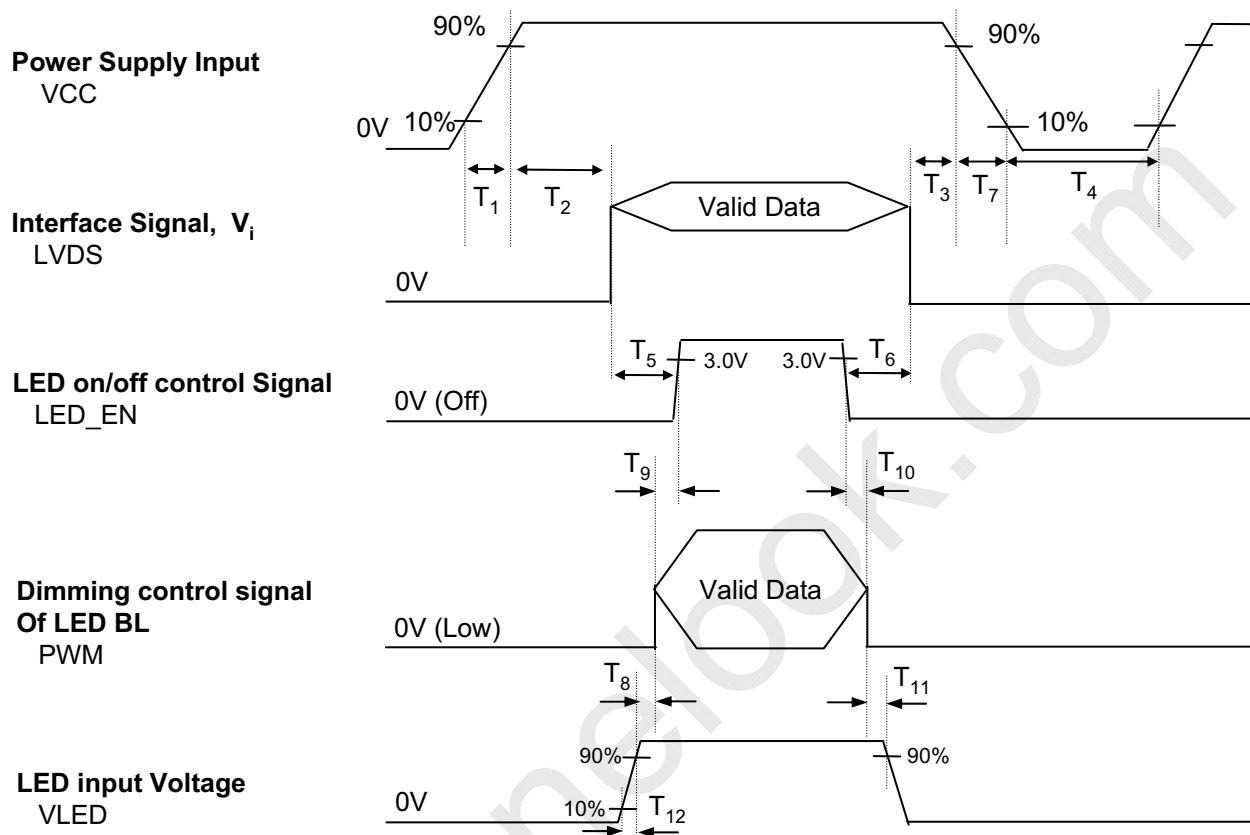 90%
90%
Power Supply Input
VCC
0V
10%
10%
T1
T2
T3
T7
T4
Interface Signal, Vi
LVDS
Valid Data
0V
T5
3.0V
3.0V
T6
LED on/off control Signal
LED_EN
0V (Off)
T9
T10
Dimming control signal
Of LED BL
PWM
Valid Data
0V (Low)
T8
T11
LED input Voltage
VLED
90%
90%
0V
10%
T12
nelook.com